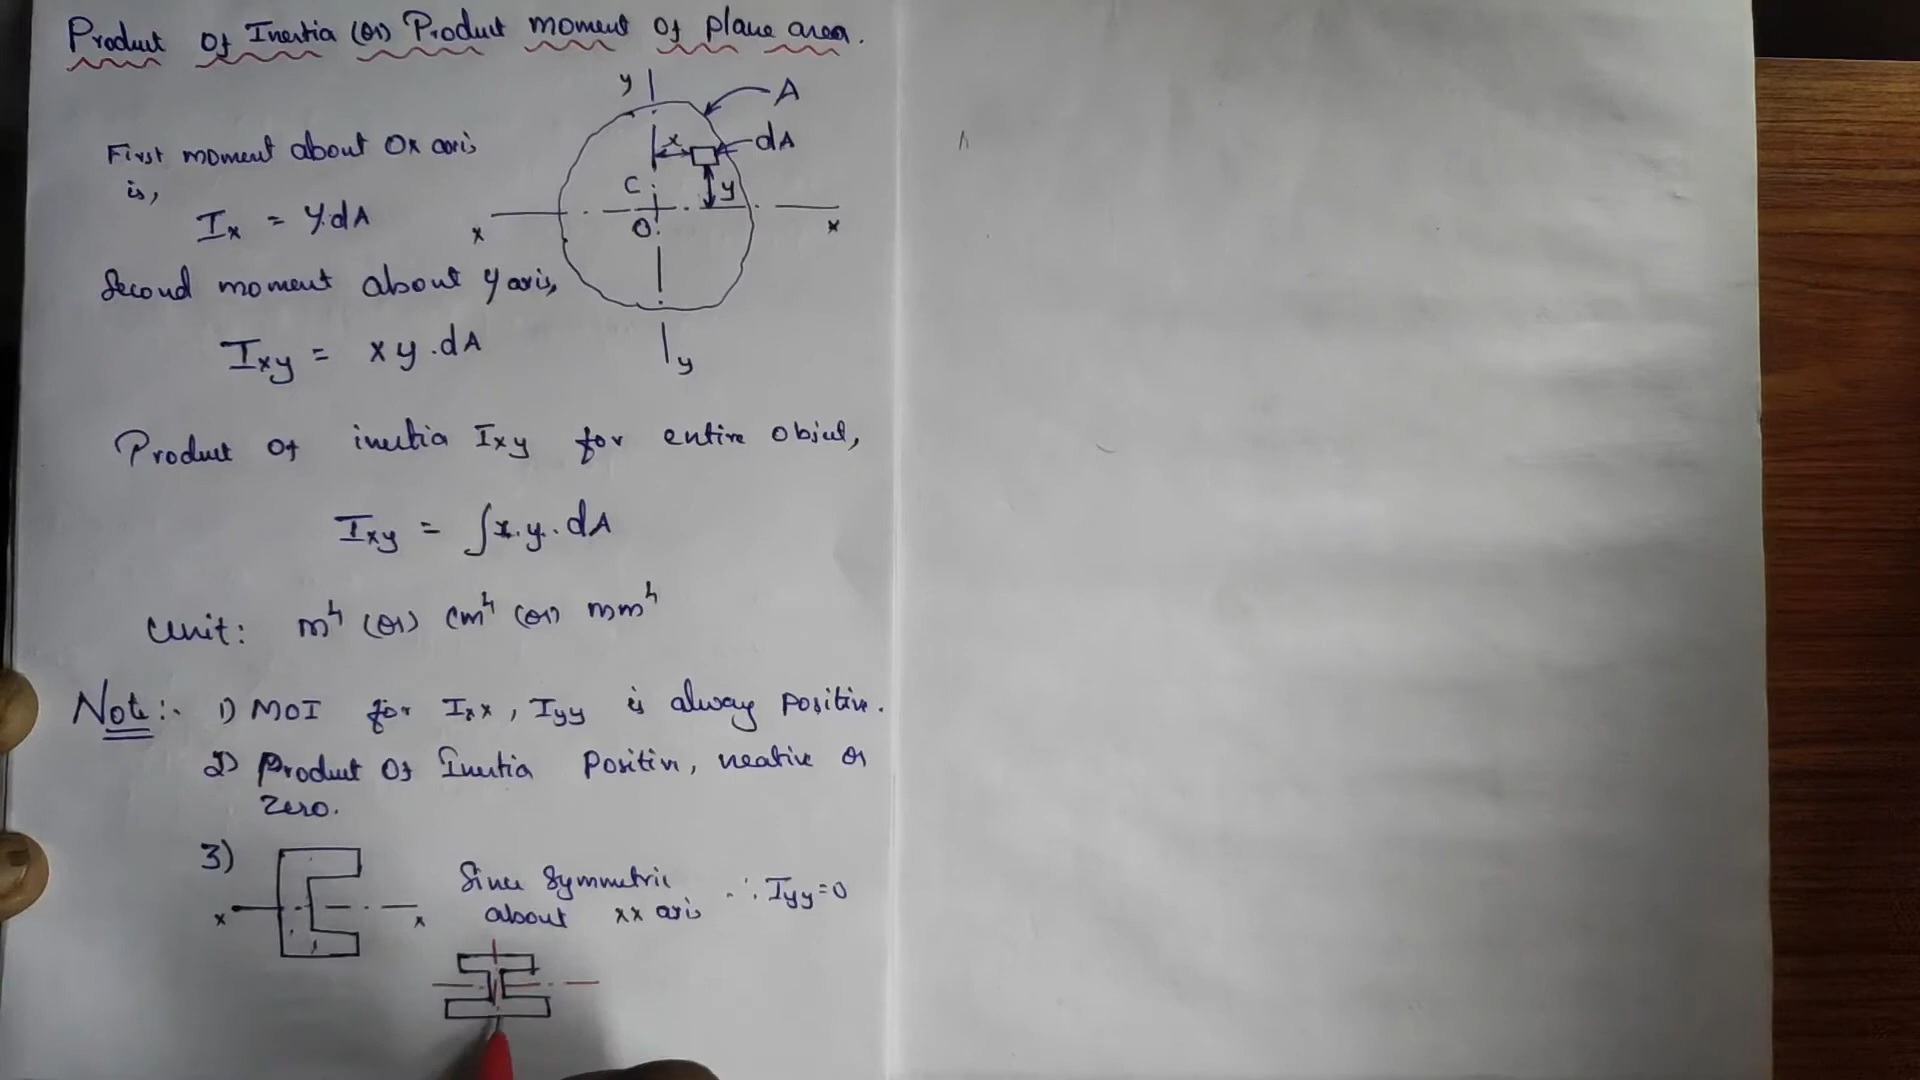 Product of Inertia (or) Product moment of plane area.
y
A
x
dA
First moment about Ox axis
is,
C
y
Ix = y.dA
x
O
x
Second moment about y axis,
Ixy = xy.dA
y
Product of inertia Ixy for entire object,
Ixy = ∫x.y.dA
Unit: m⁴ (or) cm⁴ (or) mm⁴
Note:- 1) MOI for Ixx, Iyy is alway positive.
2) Product of Inertia Positive, neative or
zero.
3)
Since symmetric ∴ Iyy=0
x x about xx axis